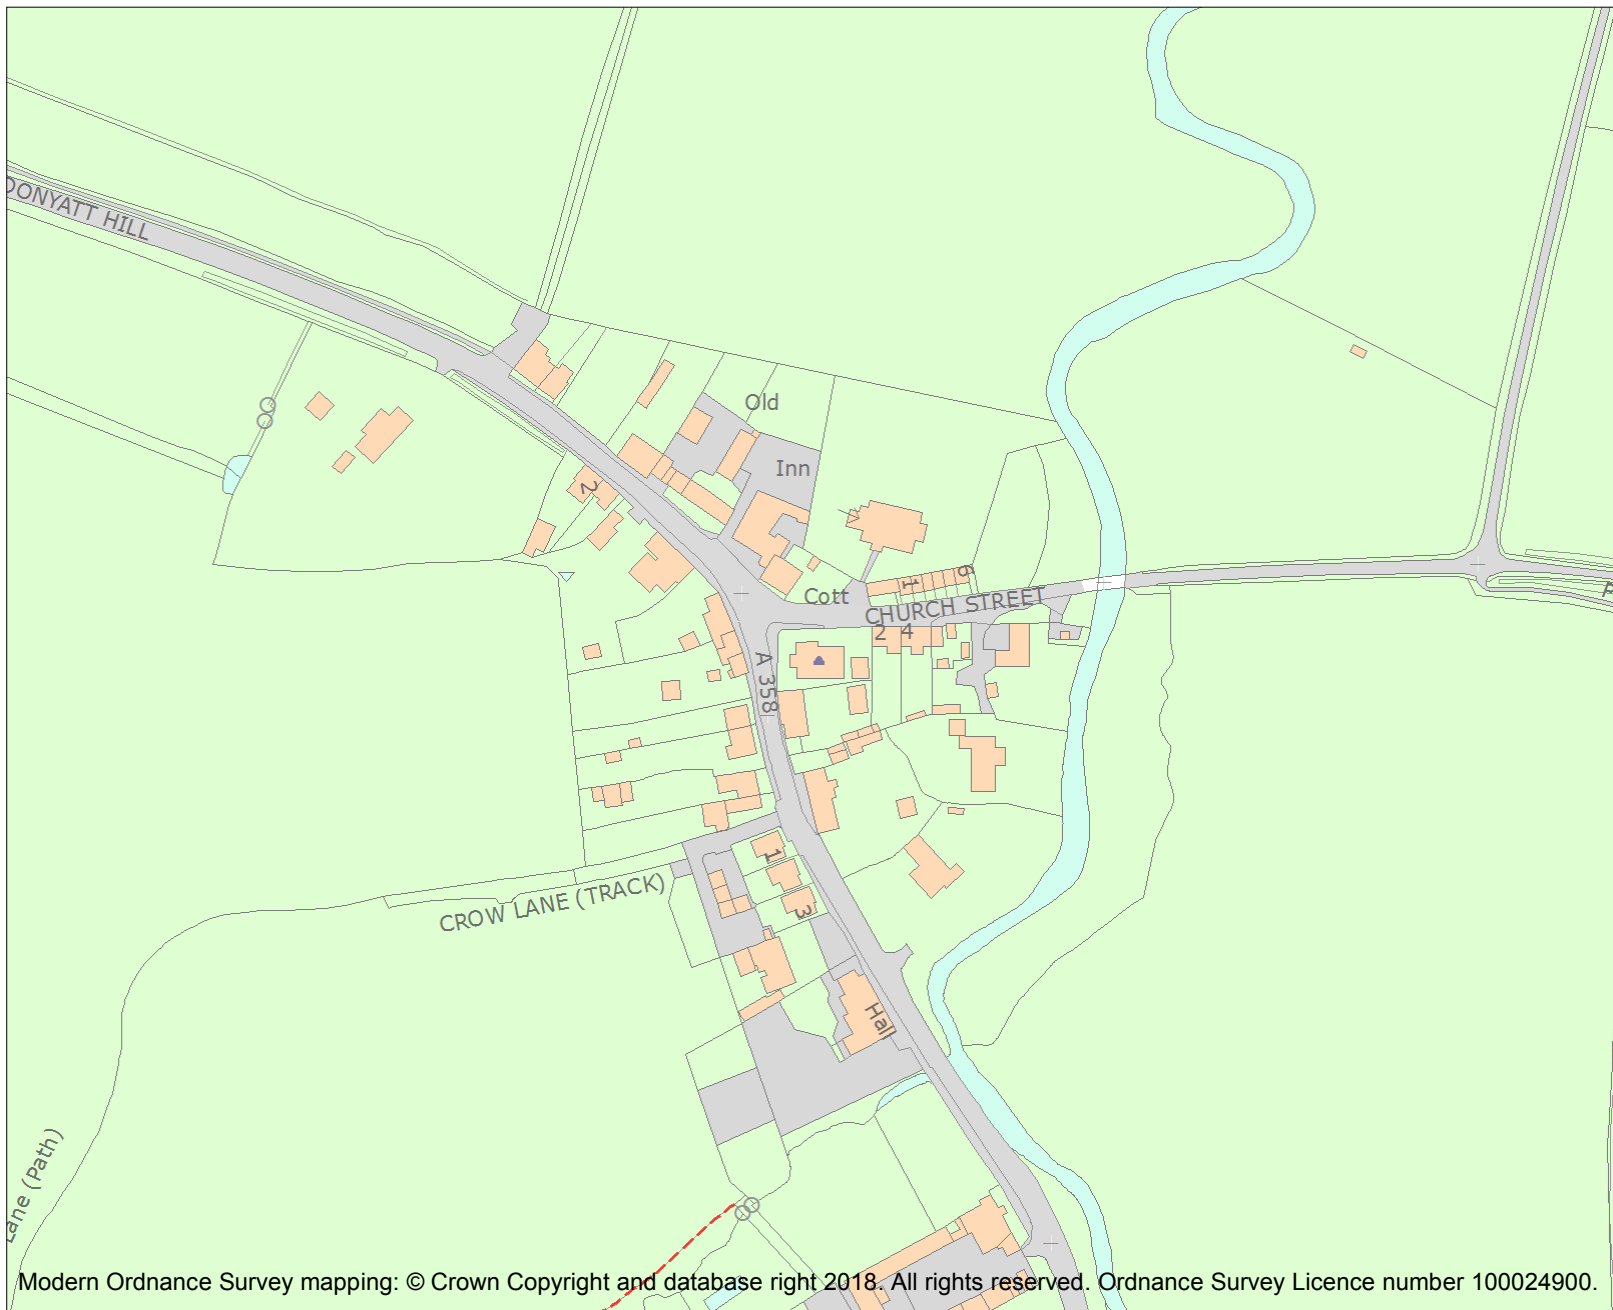 DONYATT HILL
Old
Inn
2
1
6
Cott
CHURCH STREET
2 4
A 358
1
CROW LANE (TRACK)
3
Hall
Lane (Path)
Modern Ordnance Survey mapping: © Crown Copyright and database right 2018. All rights reserved. Ordnance Survey Licence number 100024900.